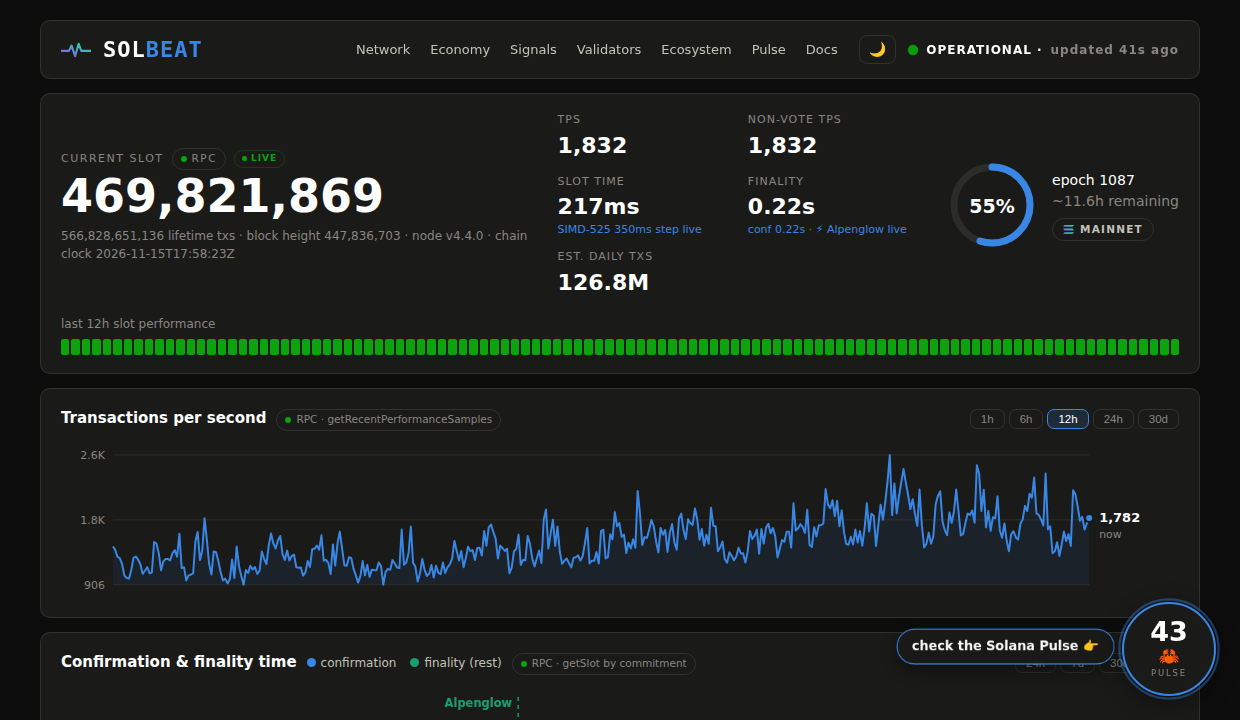 SOLBEAT
Network Economy Signals Validators Ecosystem Pulse Docs
OPERATIONAL · updated 41s ago
CURRENT SLOT RPC LIVE
469,821,869
566,828,651,136 lifetime txs · block height 447,836,703 · node v4.4.0 · chain
clock 2026-11-15T17:58:23Z
TPS
1,832
NON-VOTE TPS
1,832
SLOT TIME
217ms
SIMD-525 350ms step live
FINALITY
0.22s
conf 0.22s · ⚡ Alpenglow live
EST. DAILY TXS
126.8M
55%
epoch 1087
~11.6h remaining
MAINNET
last 12h slot performance
Transactions per second RPC · getRecentPerformanceSamples
1h 6h 12h 24h 30d
2.6K
1.8K
906
1,782
now
Confirmation & finality time confirmation finality (rest) RPC · getSlot by commitment
24h 7d 30d
Alpenglow
check the Solana Pulse 👉
43
🦀
PULSE